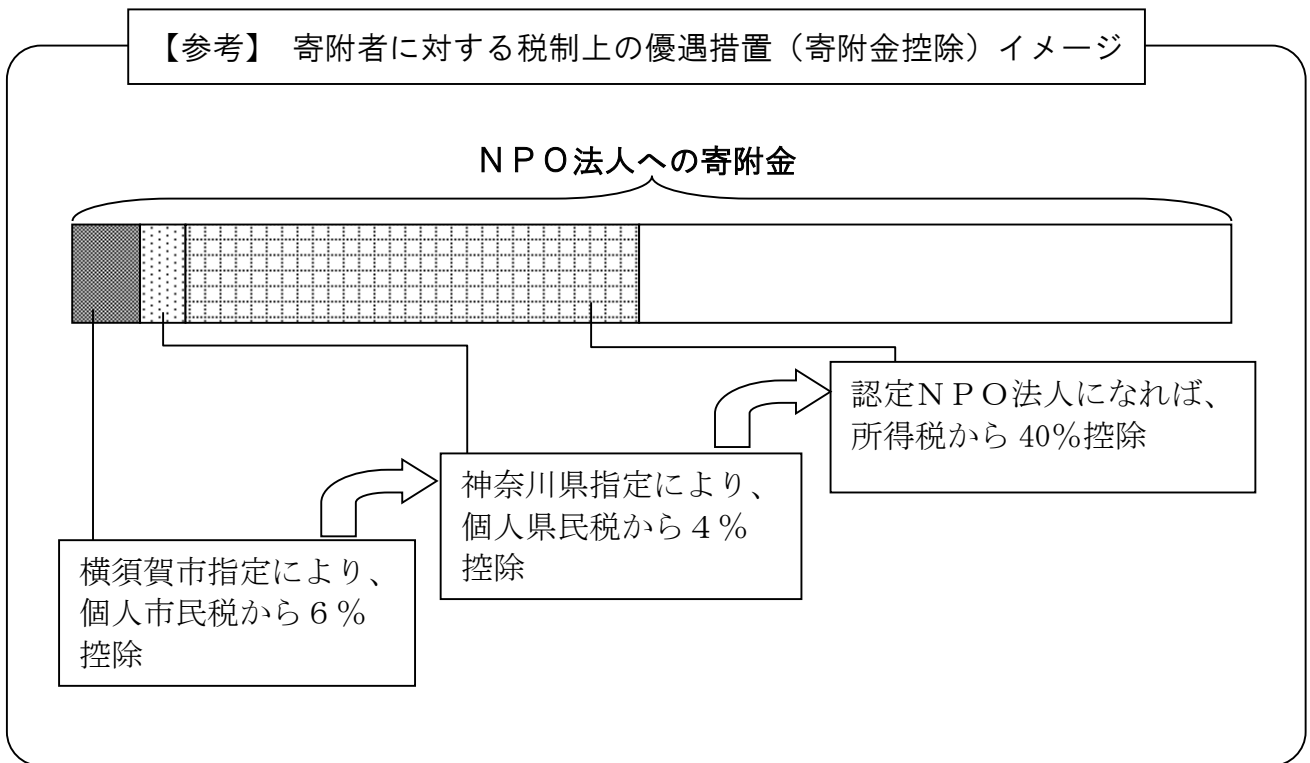 【参考】 寄附者に対する税制上の優遇措置（寄附金控除）イメージ
ＮＰＯ法人への寄附金
認定ＮＰＯ法人になれば、
所得税から 40％控除
神奈川県指定により、
個人県民税から４％
控除
横須賀市指定により、
個人市民税から６％
控除